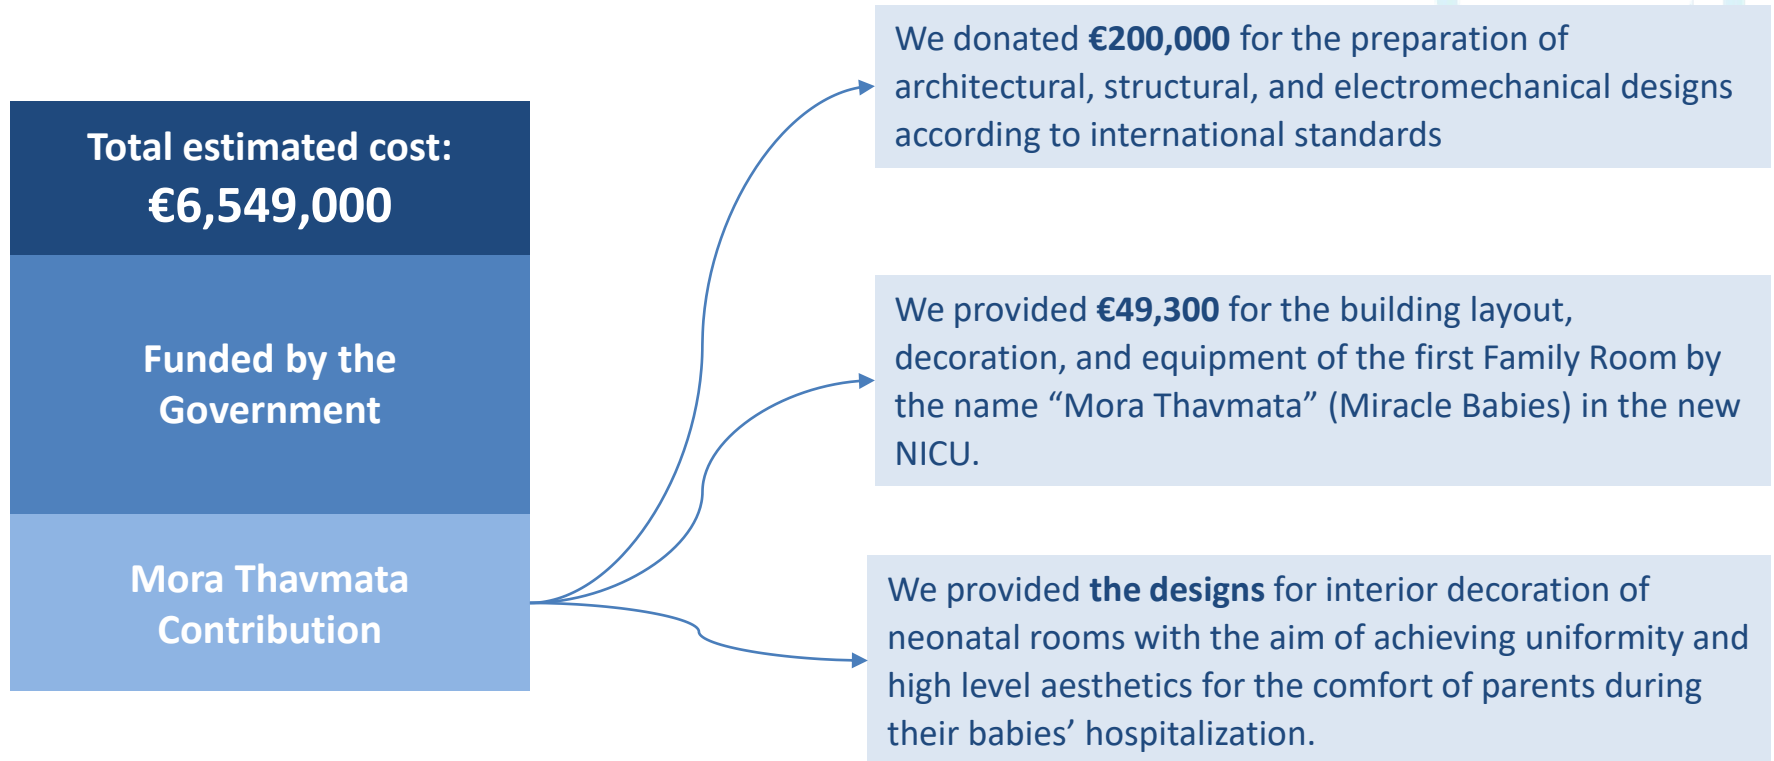 Total estimated cost:
€6,549,000
Funded by the
Government
Mora Thavmata
Contribution
We donated €200,000 for the preparation of
architectural, structural, and electromechanical designs
according to international standards
We provided €49,300 for the building layout,
decoration, and equipment of the first Family Room by
the name “Mora Thavmata” (Miracle Babies) in the new
NICU.
We provided the designs for interior decoration of
neonatal rooms with the aim of achieving uniformity and
high level aesthetics for the comfort of parents during
their babies’ hospitalization.